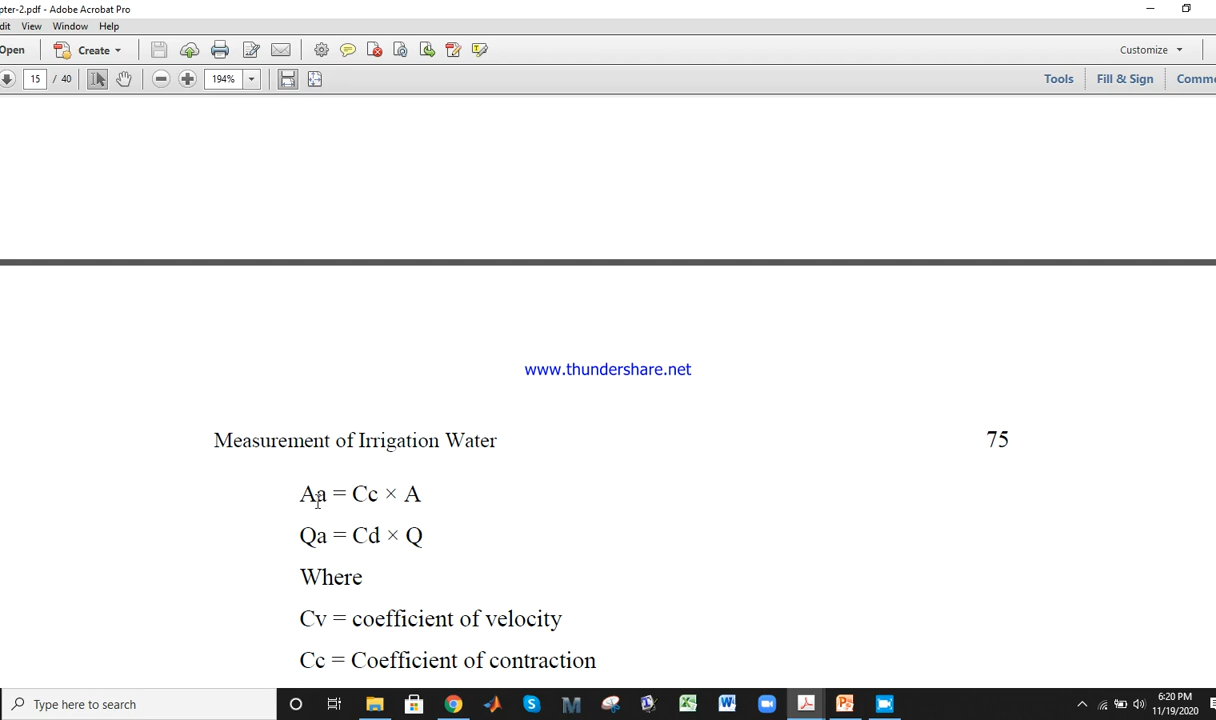 pter-2.pdf - Adobe Acrobat Pro
dit View Window Help
Open Create Customize
15 / 40 194% Tools Fill & Sign Comme
www.thundershare.net
Measurement of Irrigation Water 75
Aa = Cc × A
Qa = Cd × Q
Where
Cv = coefficient of velocity
Cc = Coefficient of contraction
Type here to search
6:20 PM
11/19/2020